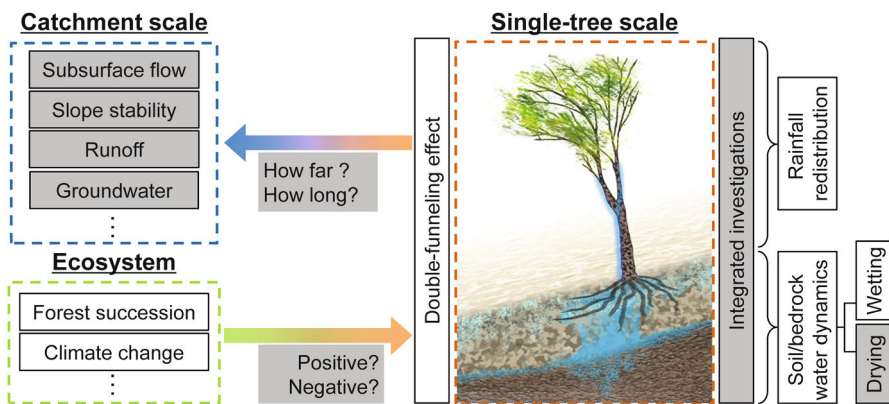 Catchment scale
Subsurface flow
Slope stability
Runoff
Groundwater
⋮
Ecosystem
Forest succession
Climate change
⋮
How far ?
How long?
Positive?
Negative?
Single-tree scale
Double-funneling effect
Integrated investigations
Rainfall
redistribution
Soil/bedrock
water dynamics
Wetting
Drying